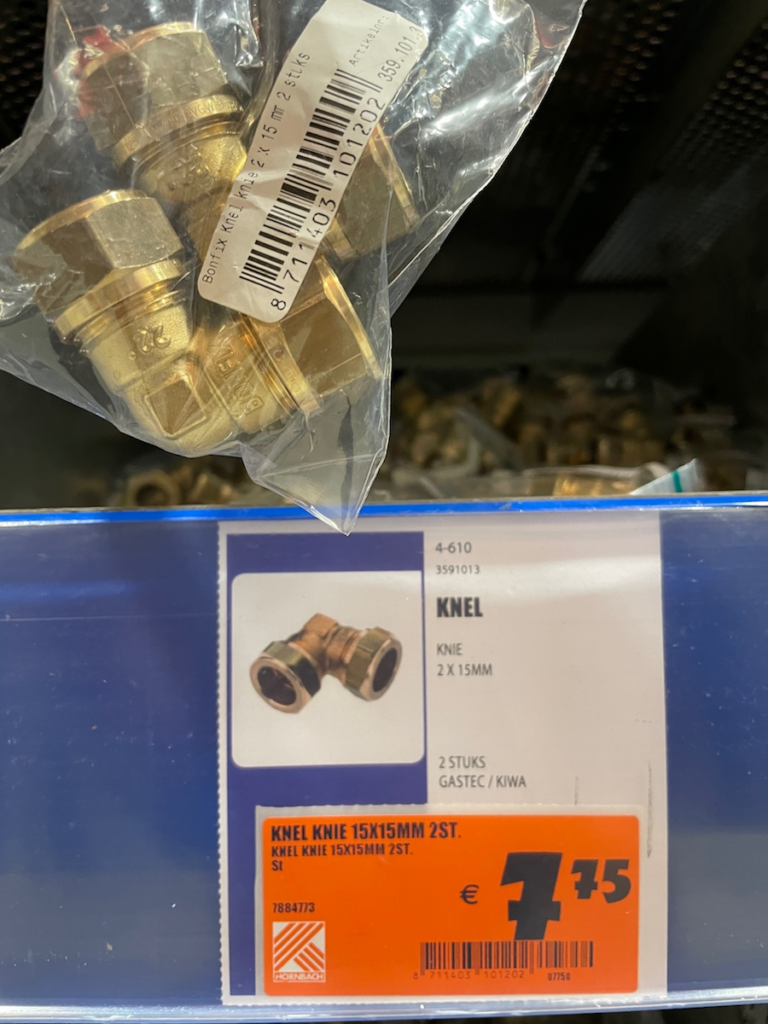 Bonfix Knel knie 2 x 15 mm 2 stuks
8 711403 101202
359.101.3
4-610
3591013
KNEL
KNIE
2 X 15MM
2 STUKS
GASTEC / KIWA
KNEL KNIE 15X15MM 2ST.
KNEL KNIE 15X15MM 2ST.
St
€ 7 75
7884773
HORNBACH
8 711403 101202
07750